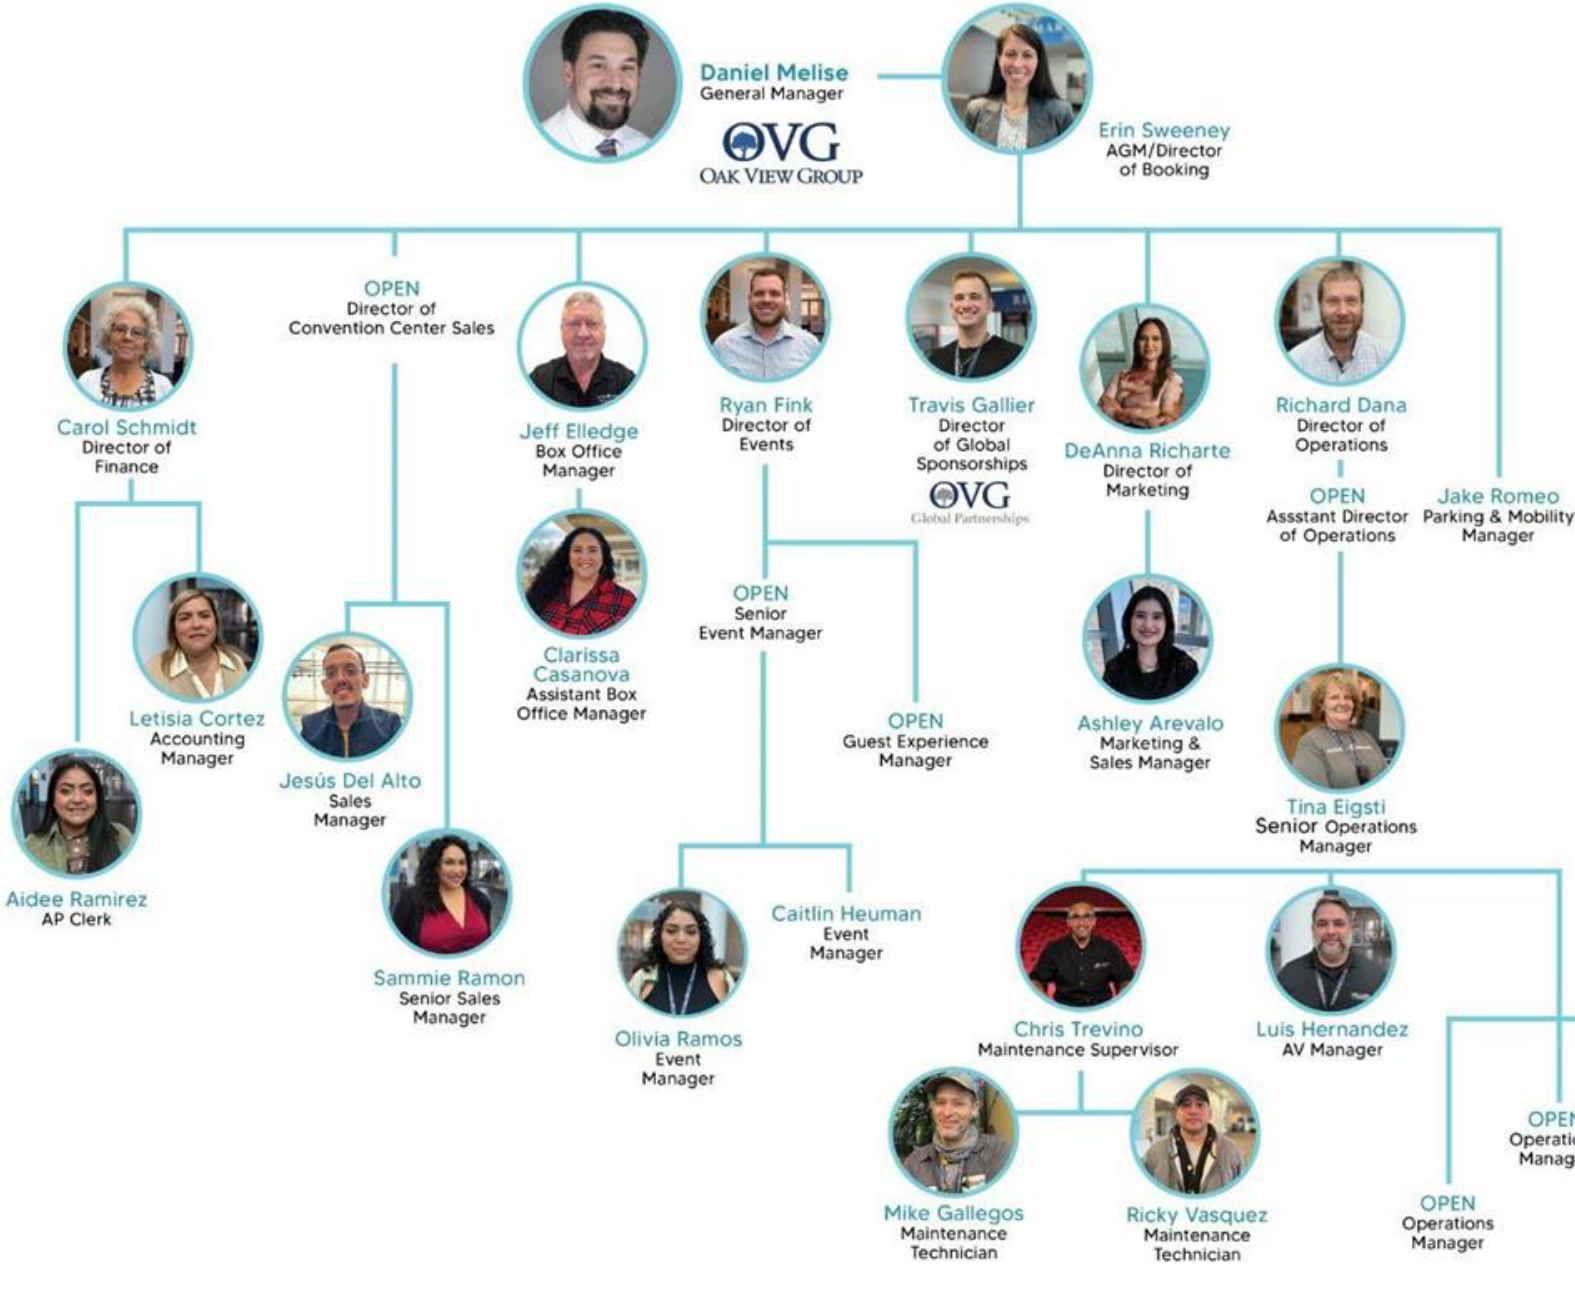 Daniel Melise
General Manager
OVG
OAK VIEW GROUP
Erin Sweeney
AGM/Director
of Booking
Carol Schmidt
Director of
Finance
OPEN
Director of
Convention Center Sales
Jeff Elledge
Box Office
Manager
Ryan Fink
Director of
Events
Travis Gallier
Director
of Global
Sponsorships
OVG
Global Partnerships
DeAnna Richarte
Director of
Marketing
Richard Dana
Director of
Operations
OPEN
Assstant Director
of Operations
Jake Romeo
Parking & Mobility
Manager
Letisia Cortez
Accounting
Manager
Aidee Ramirez
AP Clerk
Jesús Del Alto
Sales
Manager
Sammie Ramon
Senior Sales
Manager
Clarissa
Casanova
Assistant Box
Office Manager
OPEN
Senior
Event Manager
OPEN
Guest Experience
Manager
Olivia Ramos
Event
Manager
Caitlin Heuman
Event
Manager
Ashley Arevalo
Marketing &
Sales Manager
Tina Eigsti
Senior Operations
Manager
Chris Trevino
Maintenance Supervisor
Luis Hernandez
AV Manager
Mike Gallegos
Maintenance
Technician
Ricky Vasquez
Maintenance
Technician
OPEN
Operations
Manager
OPEN
Operatio
Manag